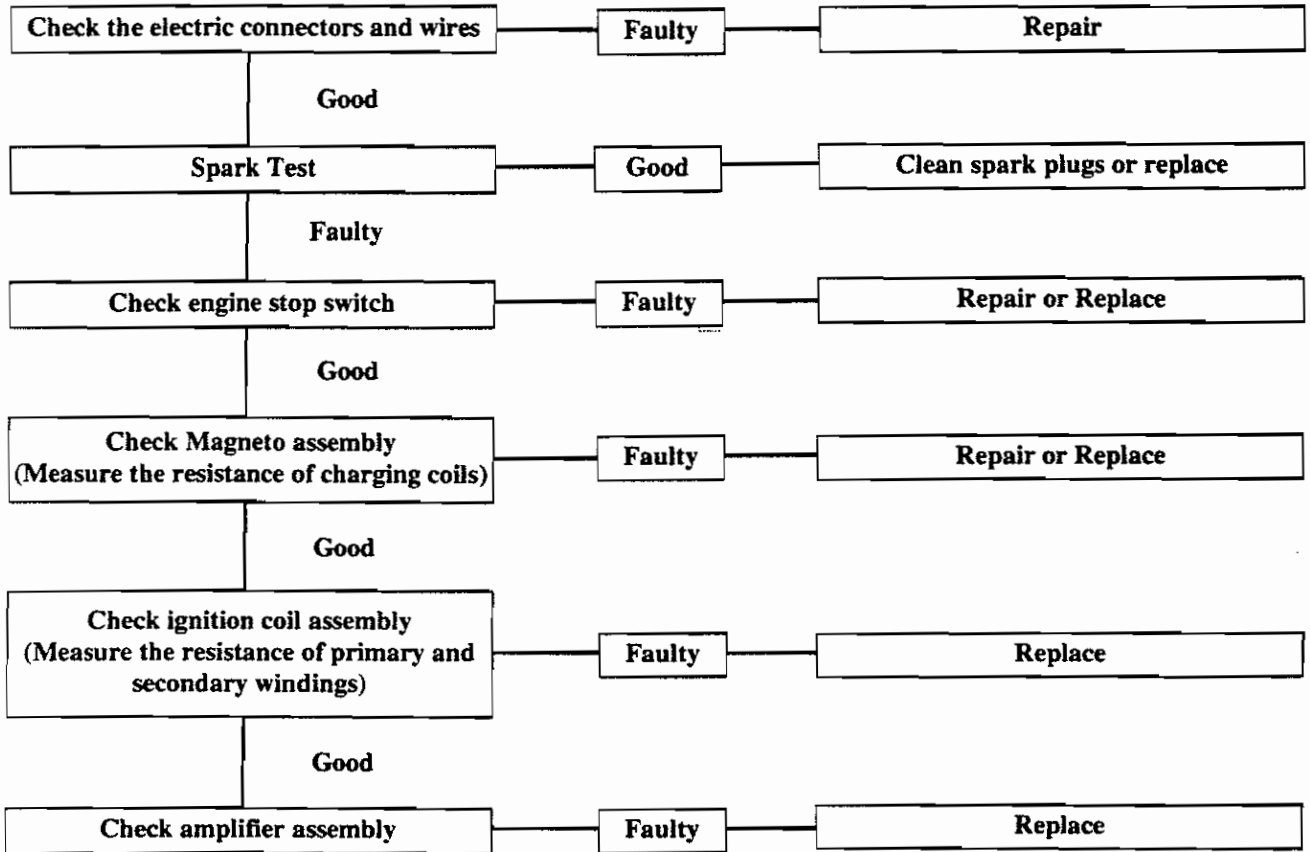 Check the electric connectors and wires
Faulty
Repair
Good
Spark Test
Good
Clean spark plugs or replace
Faulty
Check engine stop switch
Faulty
Repair or Replace
Good
Check Magneto assembly
(Measure the resistance of charging coils)
Faulty
Repair or Replace
Good
Check ignition coil assembly
(Measure the resistance of primary and
secondary windings)
Faulty
Replace
Good
Check amplifier assembly
Faulty
Replace